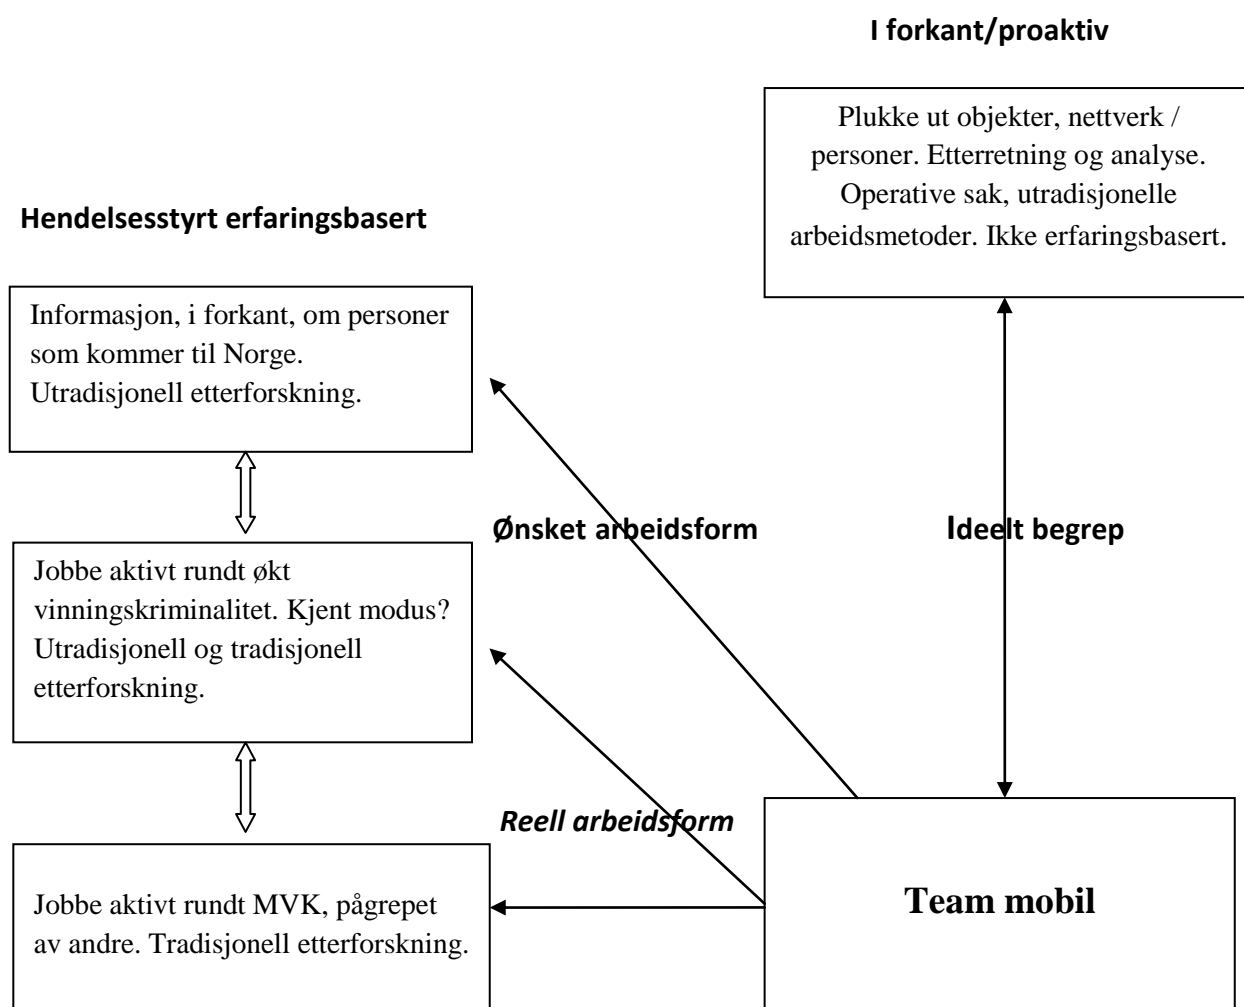 I forkant/proaktiv
Plukke ut objekter, nettverk /
personer. Etterretning og analyse.
Operative sak, utradisjonelle
arbeidsmetoder. Ikke erfaringsbasert.
Hendelsesstyrt erfaringsbasert
Informasjon, i forkant, om personer
som kommer til Norge.
Utradisjonell etterforskning.
Ønsket arbeidsform
Ideelt begrep
Jobbe aktivt rundt økt
vinningskriminalitet. Kjent modus?
Utradisjonell og tradisjonell
etterforskning.
Reell arbeidsform
Jobbe aktivt rundt MVK, pågrepet
av andre. Tradisjonell etterforskning.
Team mobil